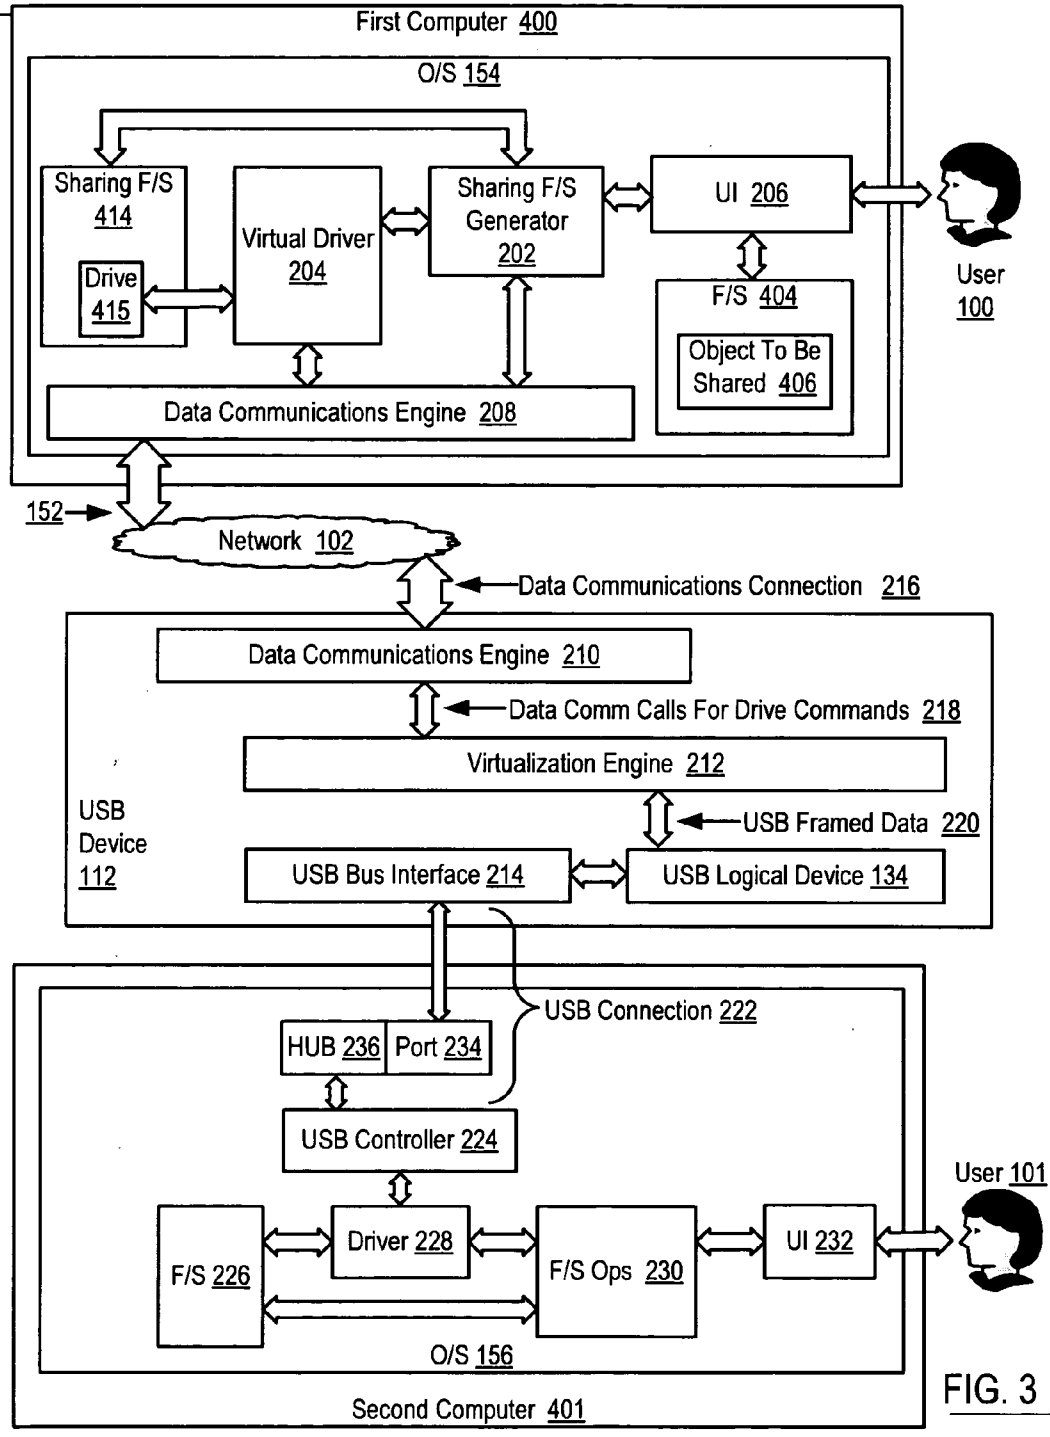 First Computer 400
O/S 154
Sharing F/S
414
Drive
415
Virtual Driver
204
Sharing F/S
Generator
202
UI 206
User
100
F/S 404
Object To Be
Shared 406
Data Communications Engine 208
152
Network 102
Data Communications Connection 216
Data Communications Engine 210
Data Comm Calls For Drive Commands 218
Virtualization Engine 212
USB
Device
112
USB Framed Data 220
USB Bus Interface 214
USB Logical Device 134
USB Connection 222
HUB 236
Port 234
USB Controller 224
User 101
F/S 226
Driver 228
F/S Ops 230
UI 232
O/S 156
Second Computer 401
FIG. 3